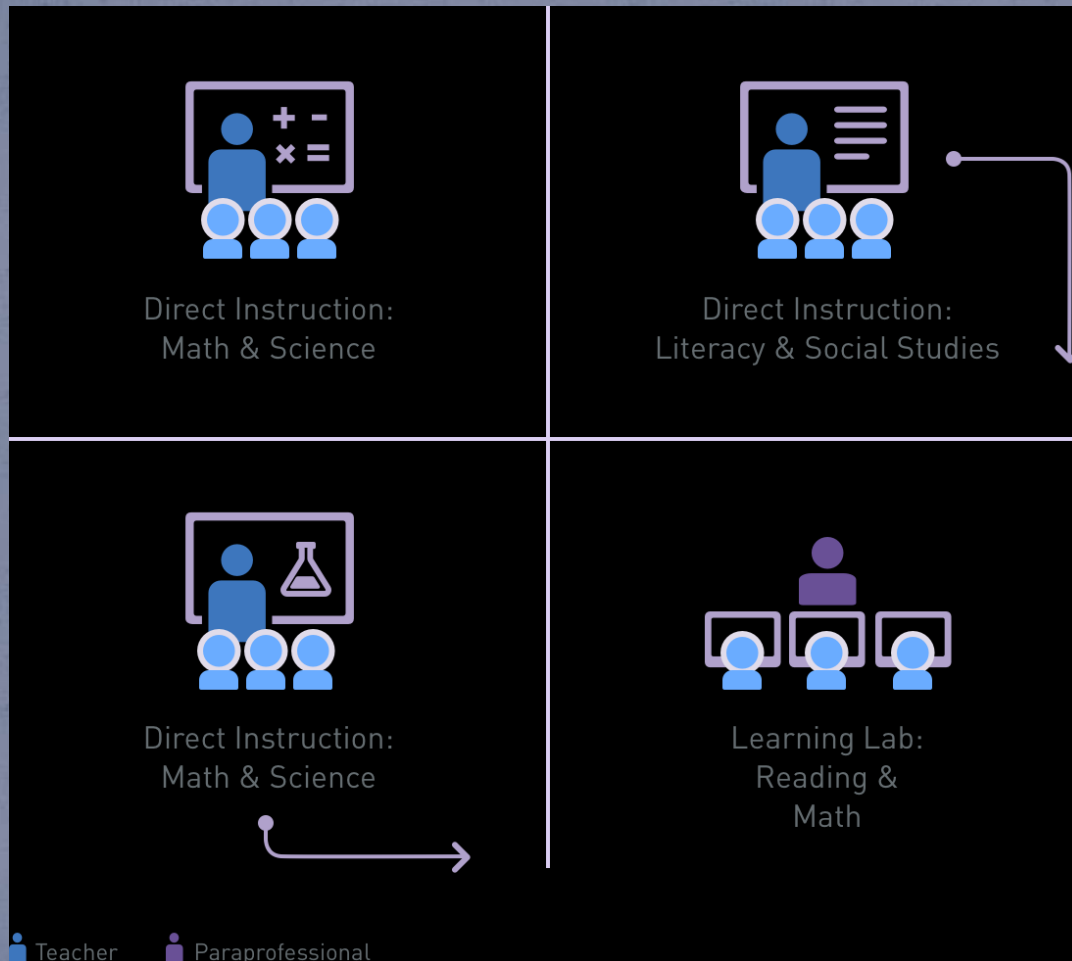 Direct Instruction:
Math & Science
Direct Instruction:
Literacy & Social Studies
Direct Instruction:
Math & Science
Learning Lab:
Reading &
Math
Teacher
Paraprofessional